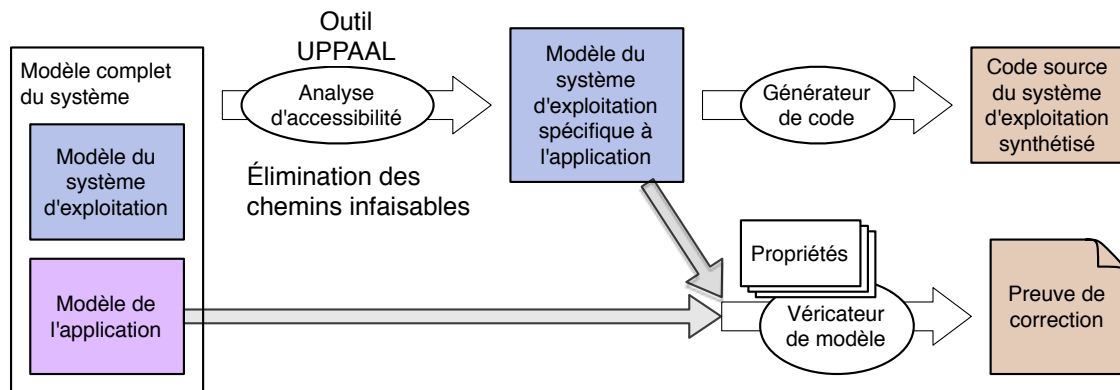 Outil
UPPAAL
Modèle complet
du système
Modèle du
système
d'exploitation
Modèle de
l'application
Analyse
d'accessibilité
Élimination des
chemins infaisables
Modèle du
système
d'exploitation
spécifique à
l'application
Générateur
de code
Code source
du système
d'exploitation
synthétisé
Propriétés
Véricateur
de modèle
Preuve de
correction